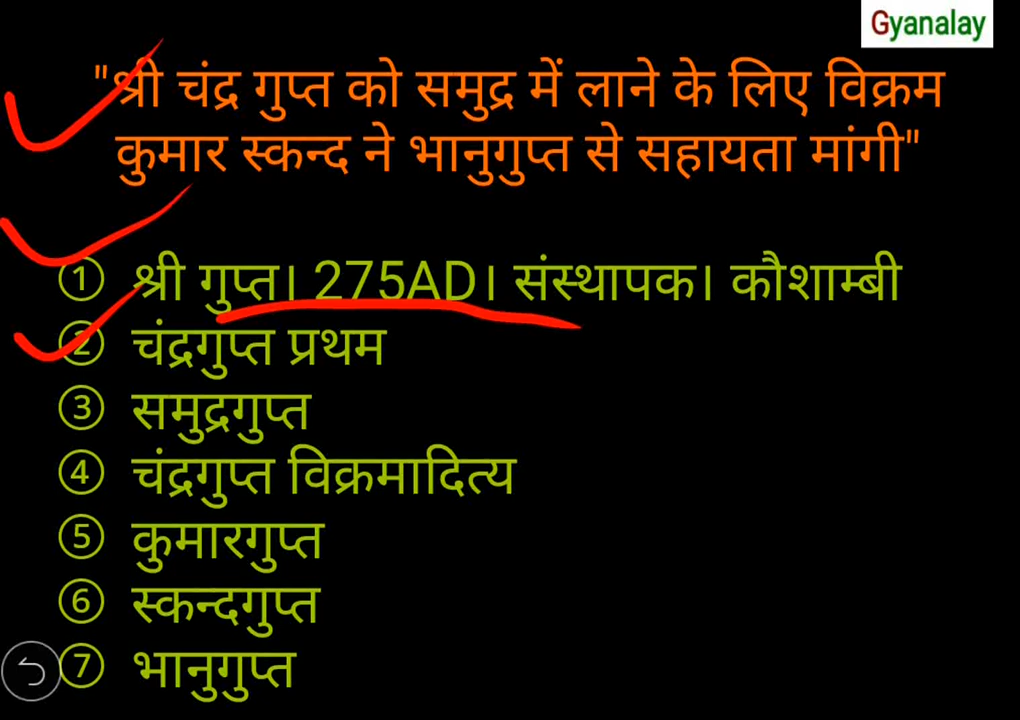 Gyanalay
"श्री चंद्र गुप्त को समुद्र में लाने के लिए विक्रम
कुमार स्कन्द ने भानुगुप्त से सहायता मांगी"
① श्री गुप्त। 275AD। संस्थापक। कौशाम्बी
② चंद्रगुप्त प्रथम
③ समुद्रगुप्त
④ चंद्रगुप्त विक्रमादित्य
⑤ कुमारगुप्त
⑥ स्कन्दगुप्त
⑦ भानुगुप्त